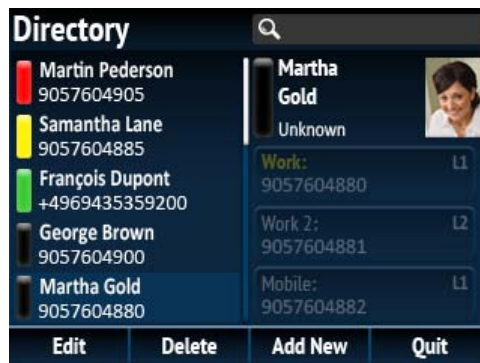 Directory
Martin Pederson
9057604905
Samantha Lane
9057604885
François Dupont
+4969435359200
George Brown
9057604900
Martha Gold
9057604880
Martha
Gold
Unknown
Work: L1
9057604880
Work 2: L2
9057604881
Mobile: L1
9057604882
Edit Delete Add New Quit